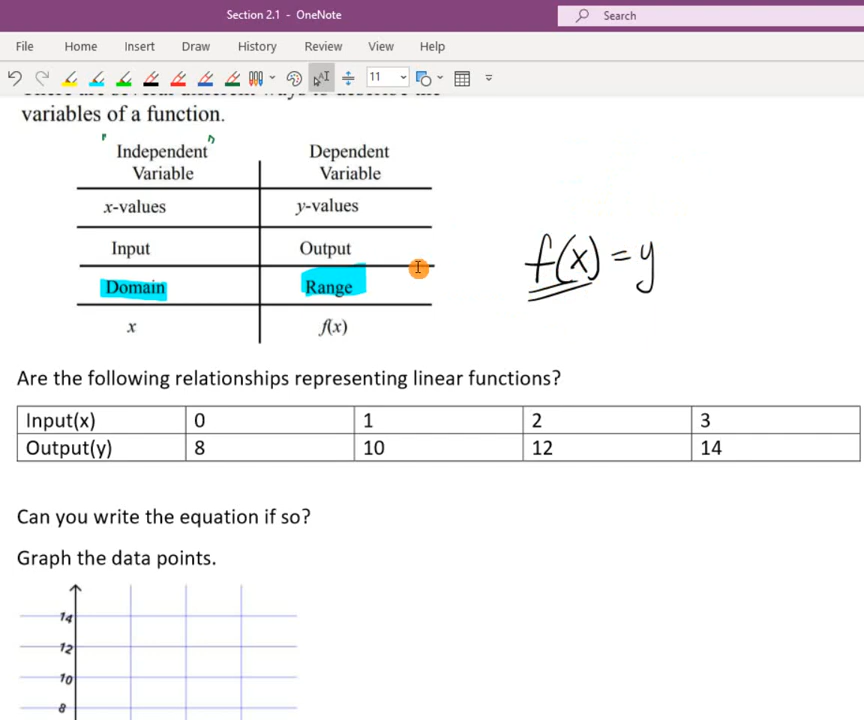 Section 2.1 - OneNote
Search
File Home Insert Draw History Review View Help
11
variables of a function.
"Independent" Variable
Dependent Variable
x-values y-values
Input Output
Domain Range
x f(x)
f(x) = y
Are the following relationships representing linear functions?
Input(x) 0 1 2 3
Output(y) 8 10 12 14
Can you write the equation if so?
Graph the data points.
14
12
10
8